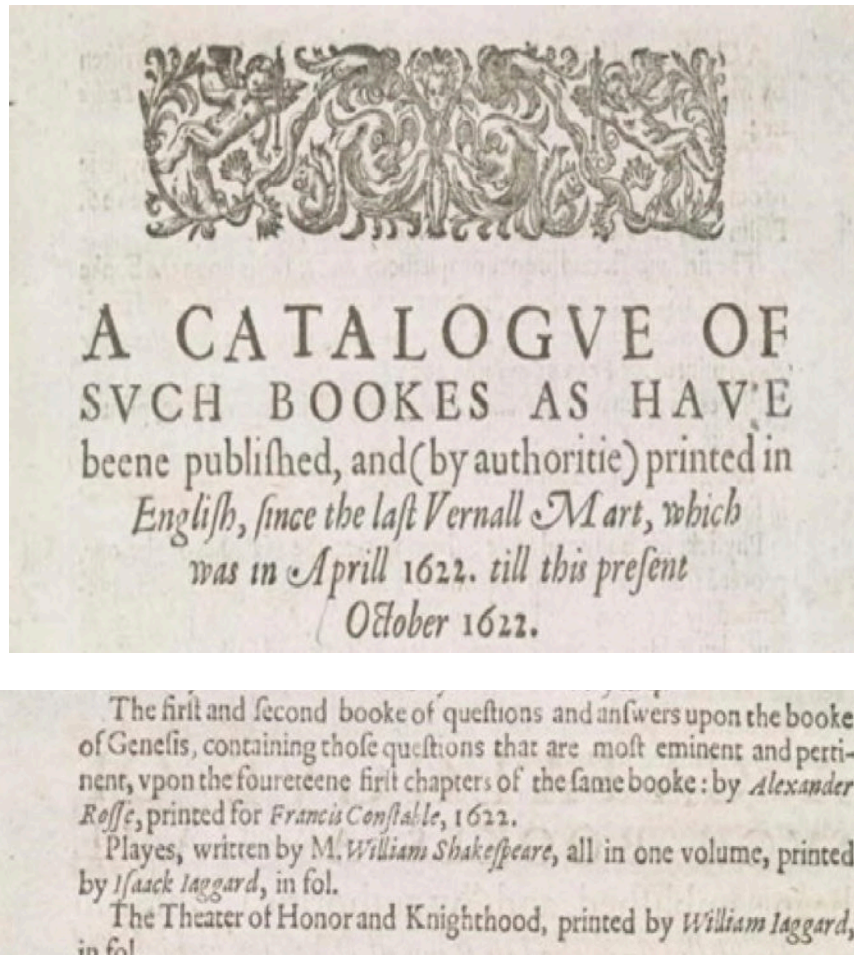 A CATALOGVE OF
SVCH BOOKES AS HAVE
beene publiſhed, and (by authoritie) printed in
Engliſh, ſince the laſt Vernall Mart, which
was in Aprill 1622. till this preſent
October 1622.
The firſt and ſecond booke of queſtions and anſwers upon the booke
of Geneſis, containing thoſe queſtions that are moſt eminent and perti-
nent, vpon the foureteene firſt chapters of the ſame booke: by Alexander
Roſſe, printed for Francis Conſtable, 1622.
Playes, written by M. William Shakeſpeare, all in one volume, printed
by Iſaack Iaggard, in fol.
The Theater of Honor and Knighthood, printed by William Iaggard,
in fol